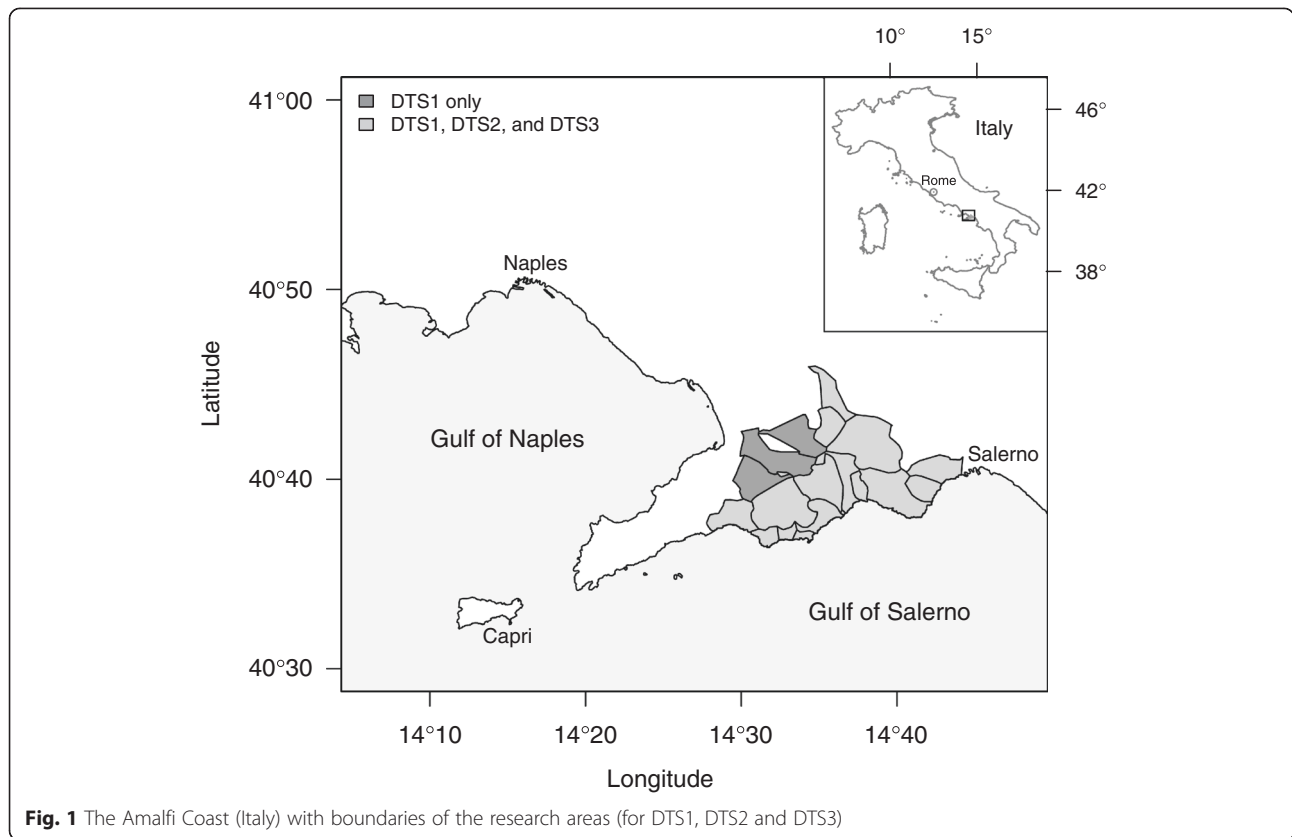 10° 15°
41°00
DTS1 only
DTS1, DTS2, and DTS3
46°
Italy
Rome
42°
38°
Naples
40°50
Latitude
Gulf of Naples
Salerno
40°40
Gulf of Salerno
Capri
40°30
14°10 14°20 14°30 14°40
Longitude
Fig. 1 The Amalfi Coast (Italy) with boundaries of the research areas (for DTS1, DTS2 and DTS3)